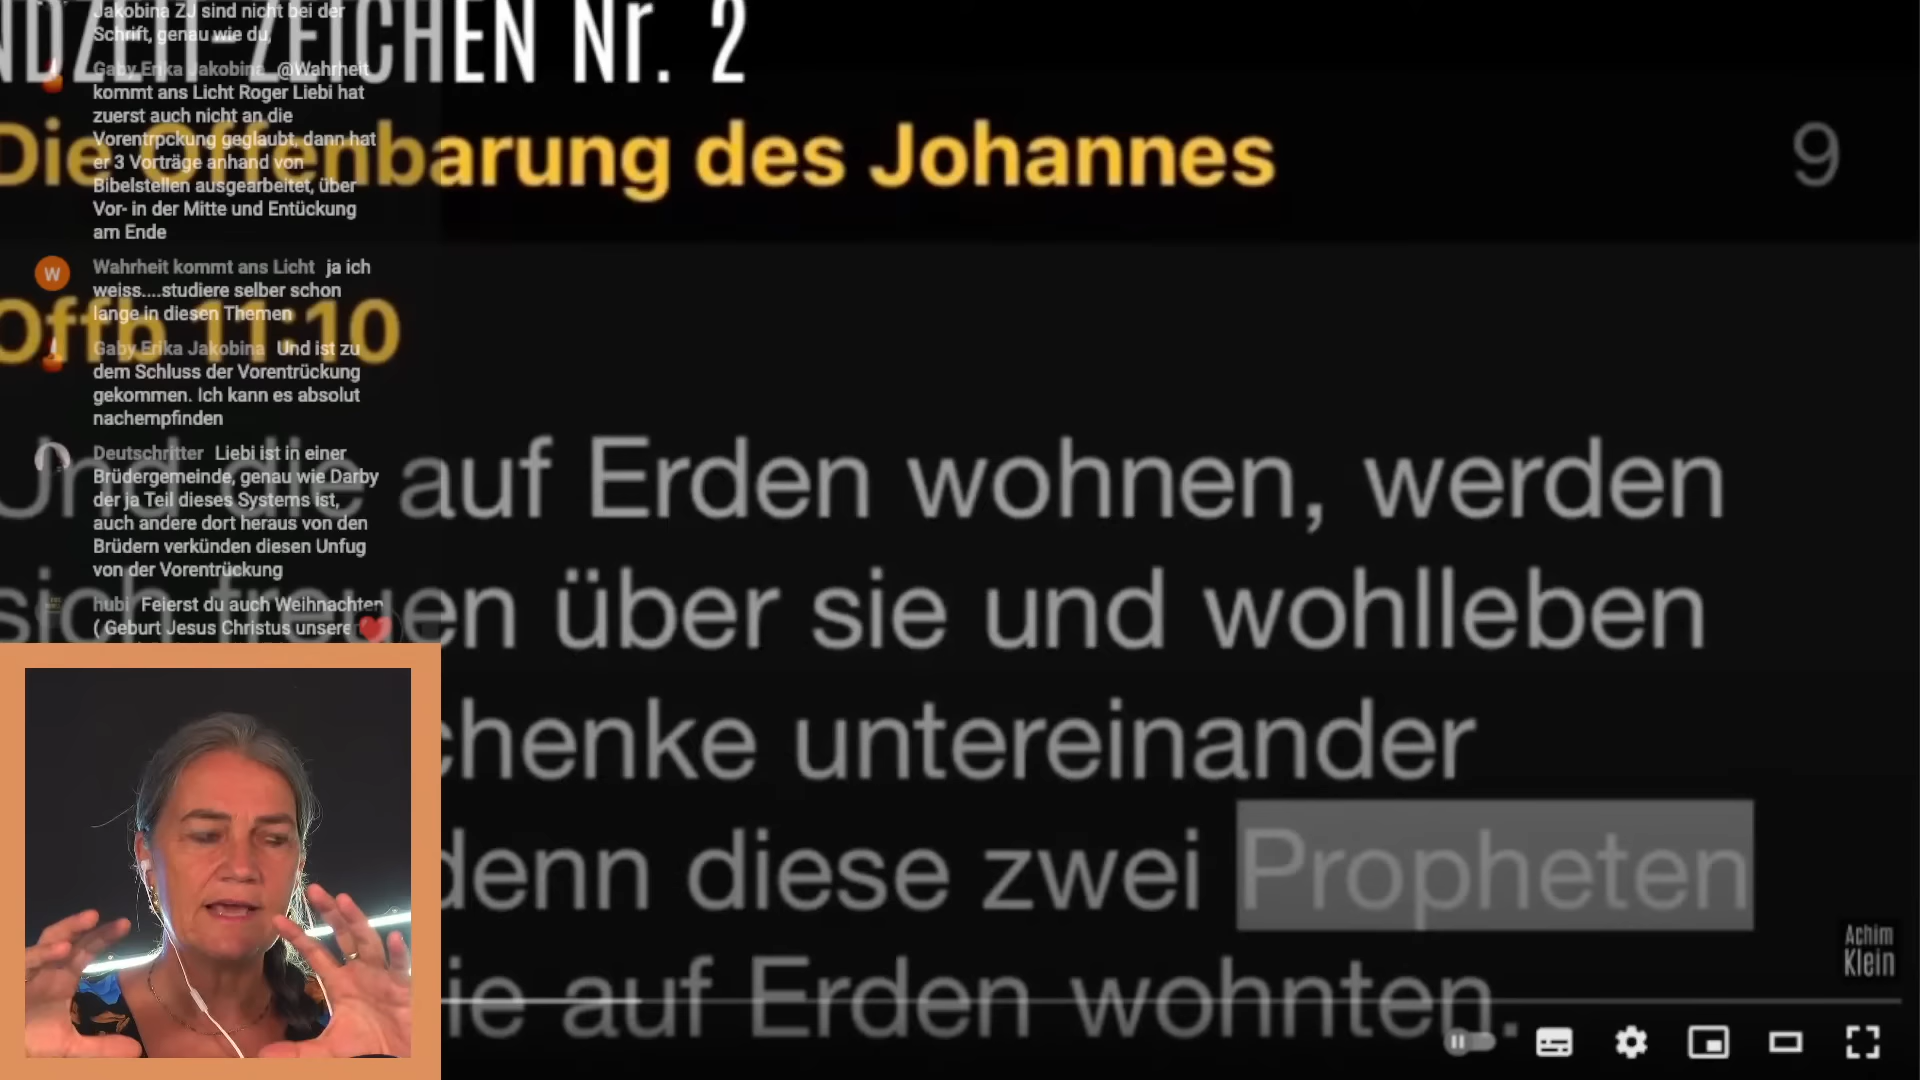 NDZEIT-ZEICHEN Nr. 2
Die Offenbarung des Johannes
9
Offb 11:10
Und die auf Erden wohnen, werden
sich freuen über sie und wohlleben
chenke untereinander
denn diese zwei Propheten
ie auf Erden wohnten.
Jakobina ZJ sind nicht bei der
Schrift, genau wie du,
Gaby Erika Jakobina @Wahrheit
kommt ans Licht Roger Liebi hat
zuerst auch nicht an die
Vorentrpckung geglaubt, dann hat
er 3 Vorträge anhand von
Bibelstellen ausgearbeitet, über
Vor- in der Mitte und Entückung
am Ende
W
Wahrheit kommt ans Licht ja ich
weiss....studiere selber schon
lange in diesen Themen
Gaby Erika Jakobina Und ist zu
dem Schluss der Vorentrückung
gekommen. Ich kann es absolut
nachempfinden
Deutschritter Liebi ist in einer
Brüdergemeinde, genau wie Darby
der ja Teil dieses Systems ist,
auch andere dort heraus von den
Brüdern verkünden diesen Unfug
von der Vorentrückung
hubi Feierst du auch Weihnachten
( Geburt Jesus Christus unsere
Achim
Klein